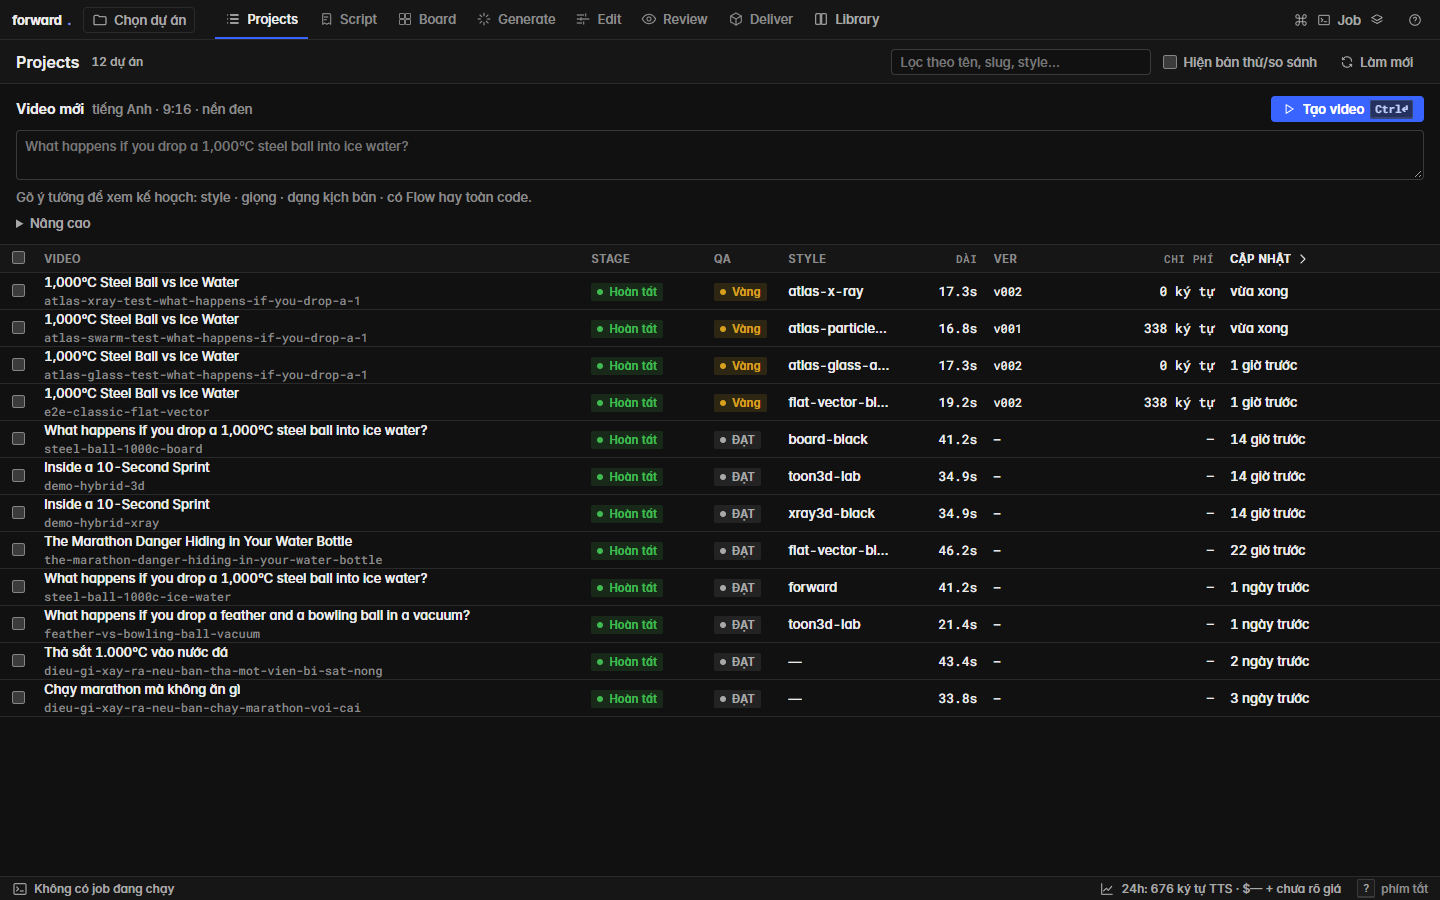 forward . Chọn dự án Projects Script Board Generate Edit Review Deliver Library Job
Projects 12 dự án Lọc theo tên, slug, style... Hiện bản thử/so sánh Làm mới
Video mới tiếng Anh · 9:16 · nền đen Tạo video Ctrl↵
What happens if you drop a 1,000°C steel ball into ice water?
Gõ ý tưởng để xem kế hoạch: style · giọng · dạng kịch bản · có Flow hay toàn code.
Nâng cao
VIDEO STAGE QA STYLE DÀI VER CHI PHÍ CẬP NHẬT
1,000°C Steel Ball vs Ice Water
atlas-xray-test-what-happens-if-you-drop-a-1
Hoàn tất Vàng atlas-x-ray 17.3s v002 0 ký tự vừa xong
1,000°C Steel Ball vs Ice Water
atlas-swarm-test-what-happens-if-you-drop-a-1
Hoàn tất Vàng atlas-particle... 16.8s v001 338 ký tự vừa xong
1,000°C Steel Ball vs Ice Water
atlas-glass-test-what-happens-if-you-drop-a-1
Hoàn tất Vàng atlas-glass-a... 17.3s v002 0 ký tự 1 giờ trước
1,000°C Steel Ball vs Ice Water
e2e-classic-flat-vector
Hoàn tất Vàng flat-vector-bl... 19.2s v002 338 ký tự 1 giờ trước
What happens if you drop a 1,000°C steel ball into ice water?
steel-ball-1000c-board
Hoàn tất ĐẠT board-black 41.2s – – 14 giờ trước
Inside a 10-Second Sprint
demo-hybrid-3d
Hoàn tất ĐẠT toon3d-lab 34.9s – – 14 giờ trước
Inside a 10-Second Sprint
demo-hybrid-xray
Hoàn tất ĐẠT xray3d-black 34.9s – – 14 giờ trước
The Marathon Danger Hiding in Your Water Bottle
the-marathon-danger-hiding-in-your-water-bottle
Hoàn tất ĐẠT flat-vector-bl... 46.2s – – 22 giờ trước
What happens if you drop a 1,000°C steel ball into ice water?
steel-ball-1000c-ice-water
Hoàn tất ĐẠT forward 41.2s – – 1 ngày trước
What happens if you drop a feather and a bowling ball in a vacuum?
feather-vs-bowling-ball-vacuum
Hoàn tất ĐẠT toon3d-lab 21.4s – – 1 ngày trước
Thả sắt 1.000°C vào nước đá
dieu-gi-xay-ra-neu-ban-tha-mot-vien-bi-sat-nong
Hoàn tất ĐẠT — 43.4s – – 2 ngày trước
Chạy marathon mà không ăn gì
dieu-gi-xay-ra-neu-ban-chay-marathon-voi-cai
Hoàn tất ĐẠT — 33.8s – – 3 ngày trước
Không có job đang chạy 24h: 676 ký tự TTS · $— + chưa rõ giá ? phím tắt